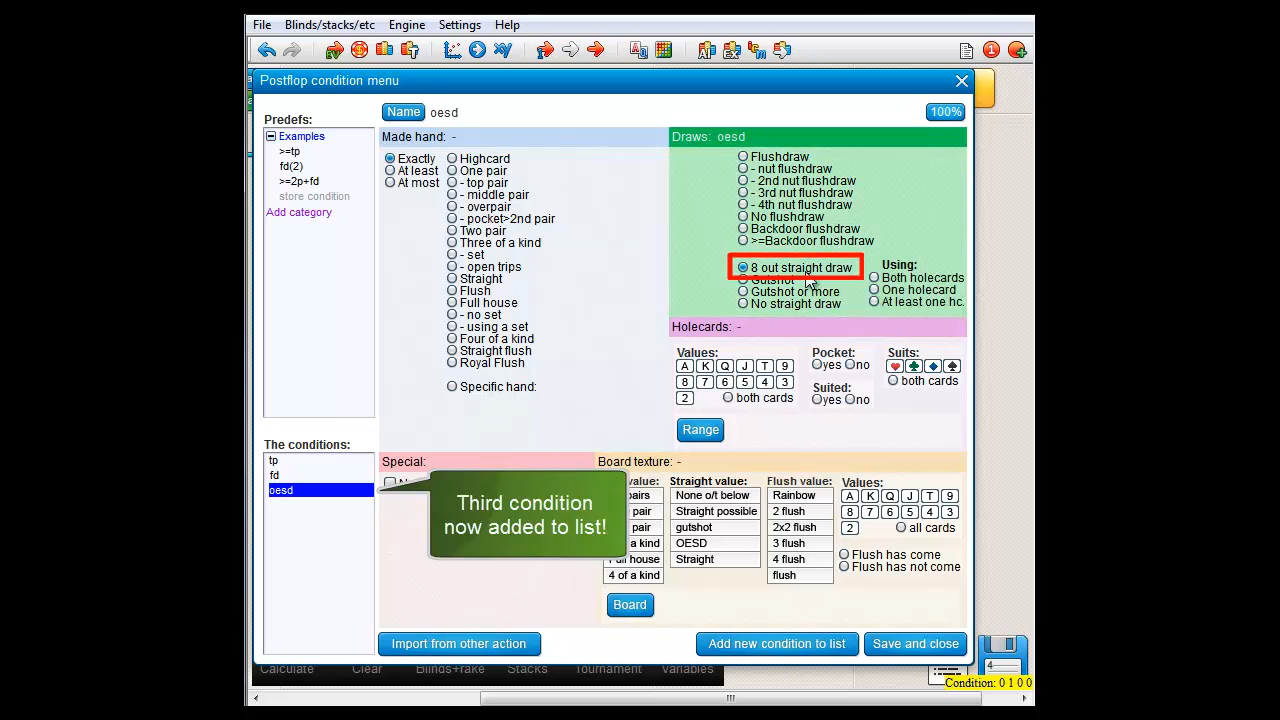 File Blinds/stacks/etc Engine Settings Help
Postflop condition menu
Name oesd 100%
Predefs:
Examples
>=tp
fd(2)
>=2p+fd
store condition
Add category
Made hand: -
Exactly
At least
At most
Highcard
One pair
- top pair
- middle pair
- overpair
- pocket>2nd pair
Two pair
Three of a kind
- set
- open trips
Straight
Flush
Full house
- no set
- using a set
Four of a kind
Straight flush
Royal Flush
Specific hand:
Draws: oesd
Flushdraw
- nut flushdraw
- 2nd nut flushdraw
- 3rd nut flushdraw
- 4th nut flushdraw
No flushdraw
Backdoor flushdraw
>=Backdoor flushdraw
8 out straight draw
Gutshot
Gutshot or more
No straight draw
Using:
Both holecards
One holecard
At least one hc.
Holecards: -
Values:
A K Q J T 9
8 7 6 5 4 3
2 both cards
Pocket:
yes no
Suited:
yes no
Suits:
both cards
Range
The conditions:
tp
fd
oesd
Special:
Third condition
now added to list!
Board texture: -
value:
pairs
pair
pair
a kind
Full house
4 of a kind
Straight value:
None o/t below
Straight possible
gutshot
OESD
Straight
Flush value:
Rainbow
2 flush
2x2 flush
3 flush
4 flush
flush
Values:
A K Q J T 9
8 7 6 5 4 3
2 all cards
Flush has come
Flush has not come
Board
Import from other action Add new condition to list Save and close
Calculate Clear Blinds+rake Stacks Tournament Variables
4
Condition: 0 1 0 0